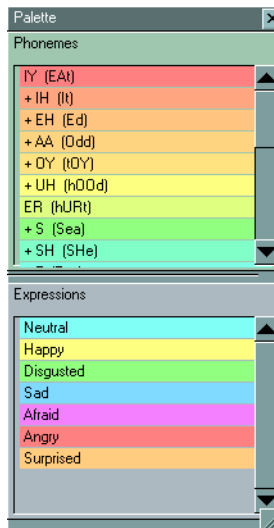 Palette
Phonemes
IY (EAt)
+ IH (It)
+ EH (Ed)
+ AA (Odd)
+ OY (tOY)
+ UH (hOOd)
ER (hURt)
+ S (Sea)
+ SH (SHe)
Expressions
Neutral
Happy
Disgusted
Sad
Afraid
Angry
Surprised